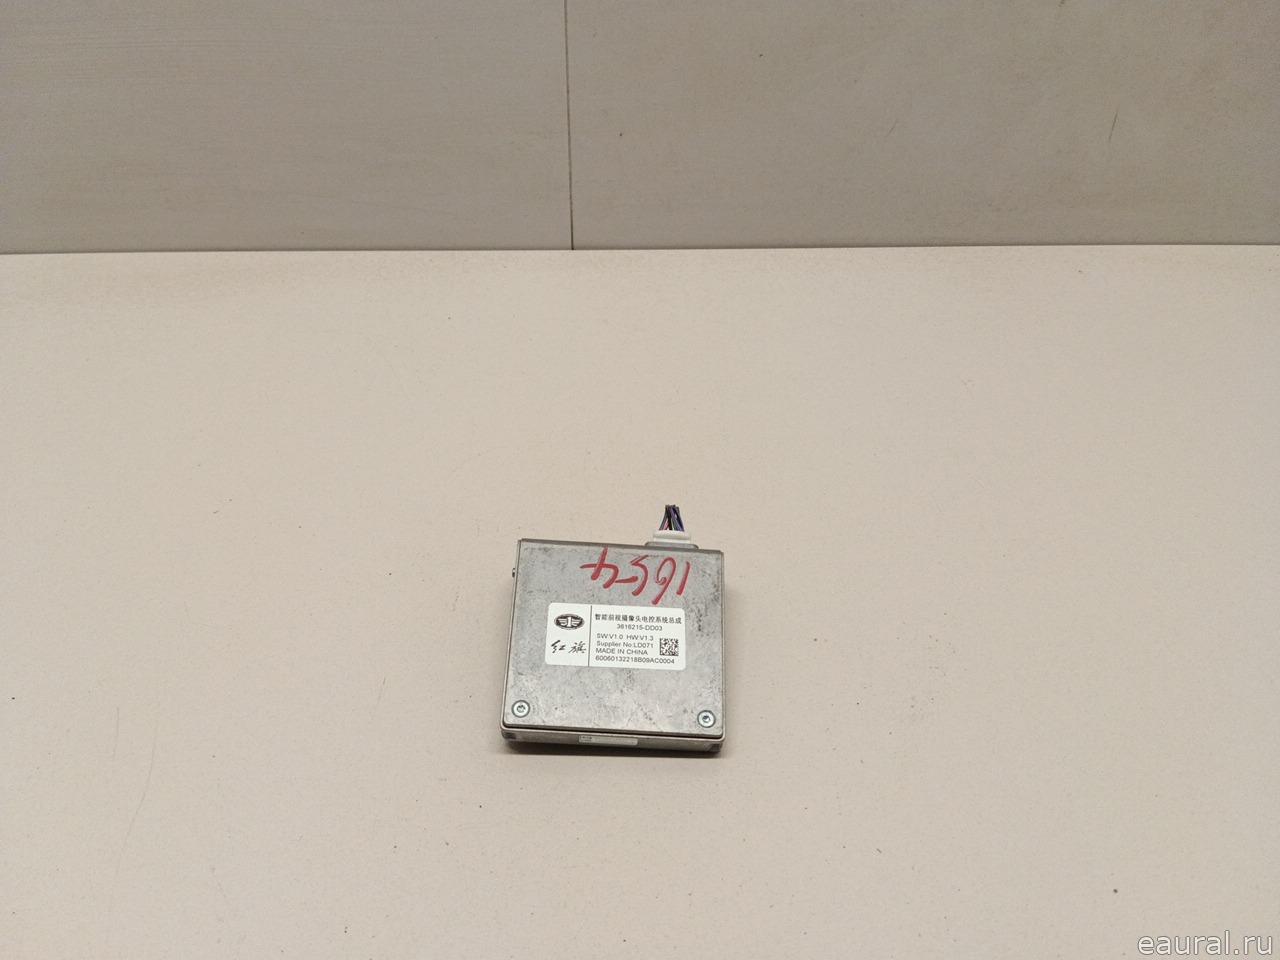 1654
智能前视摄像头电控系统总成
3616215-DD03
SW:V1.0 HW:V1.3
Supplier No:LD071
MADE IN CHINA
60060132218B09AC0004
红旗
eaural.ru